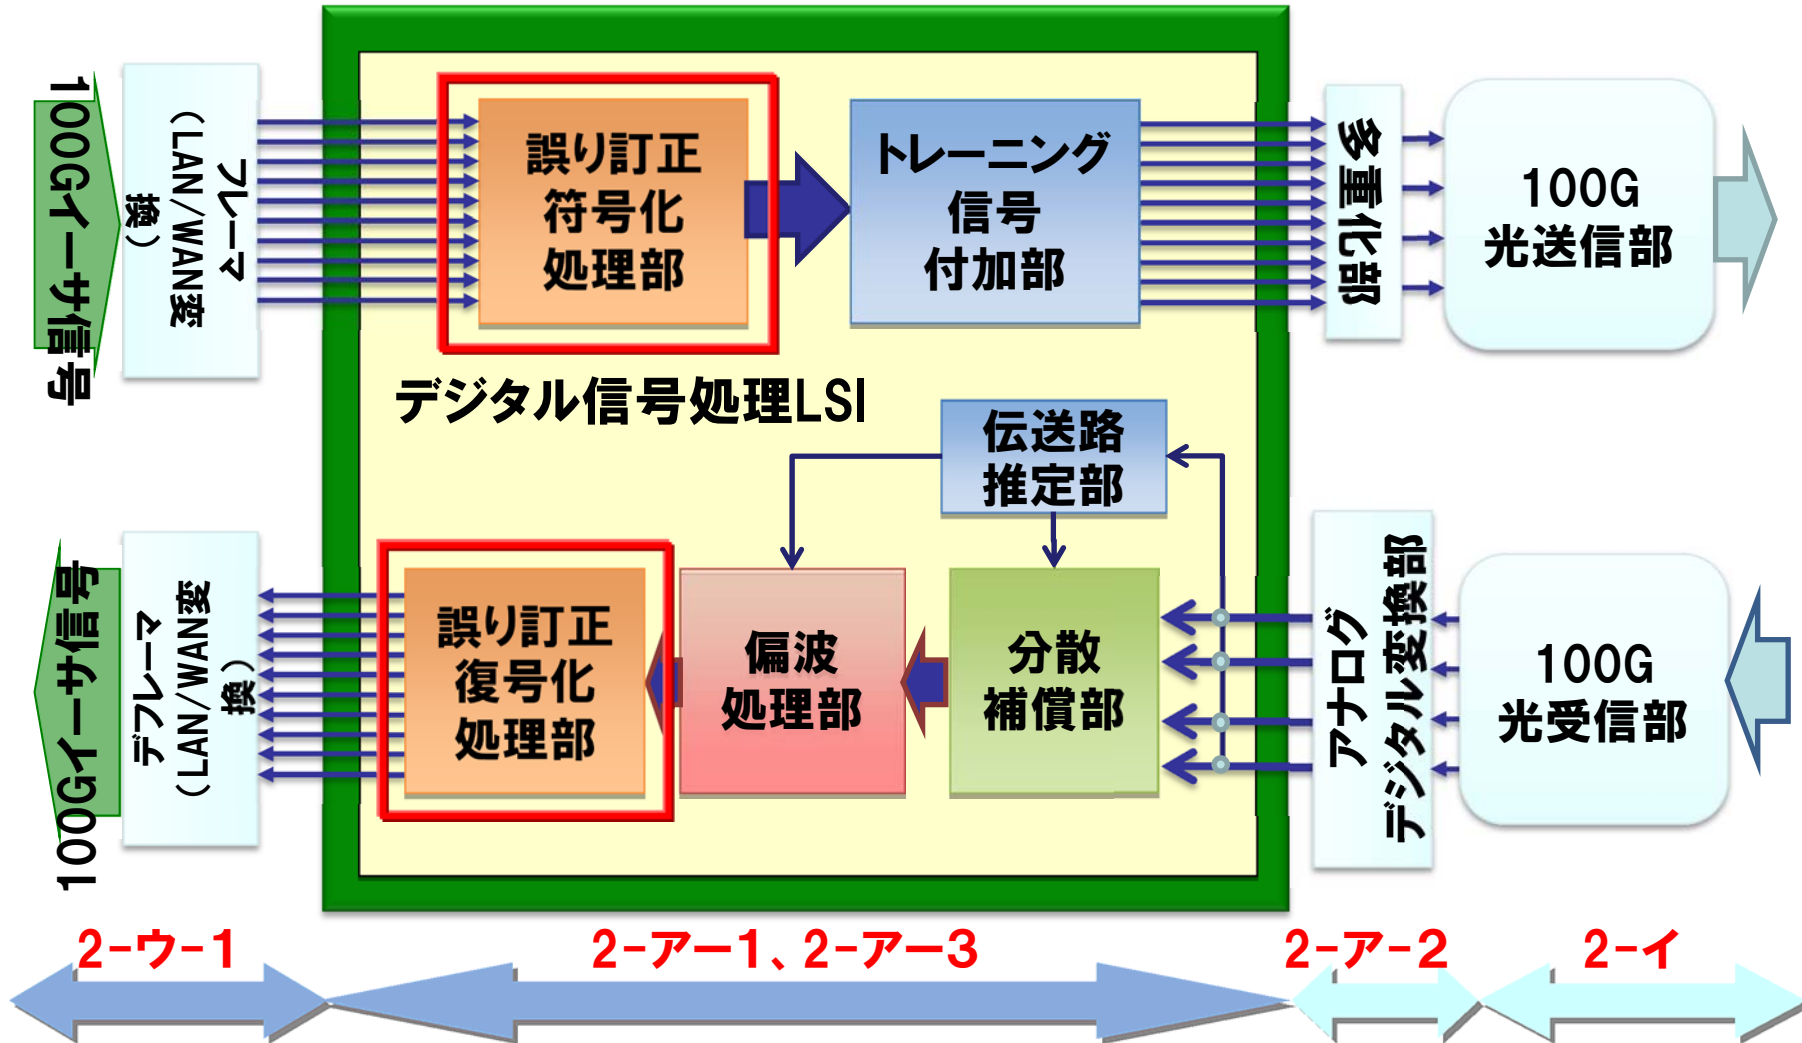 100Gイーサ信号
フレーマ
(LAN/WAN変
換)
誤り訂正
符号化
処理部
トレーニング
信号
付加部
多重化部
100G
光送信部
デジタル信号処理LSI
伝送路
推定部
100Gイーサ信号
デフレーマ
(LAN/WAN変
換)
誤り訂正
復号化
処理部
偏波
処理部
分散
補償部
アナログ
デジタル変換部
100G
光受信部
2-ウ-1
2-アー1、2-アー3
2-ア-2
2-イ